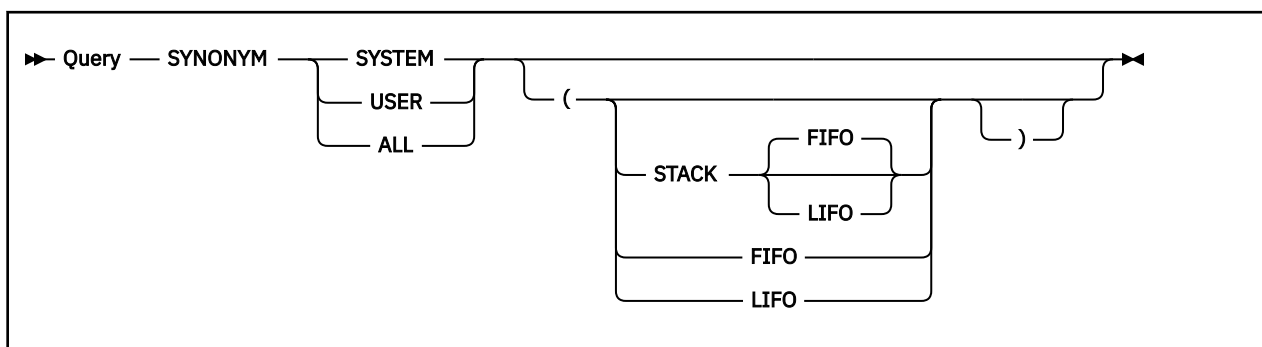 Query SYNONYM SYSTEM
USER
ALL
(
)
FIFO
STACK
LIFO
FIFO
LIFO